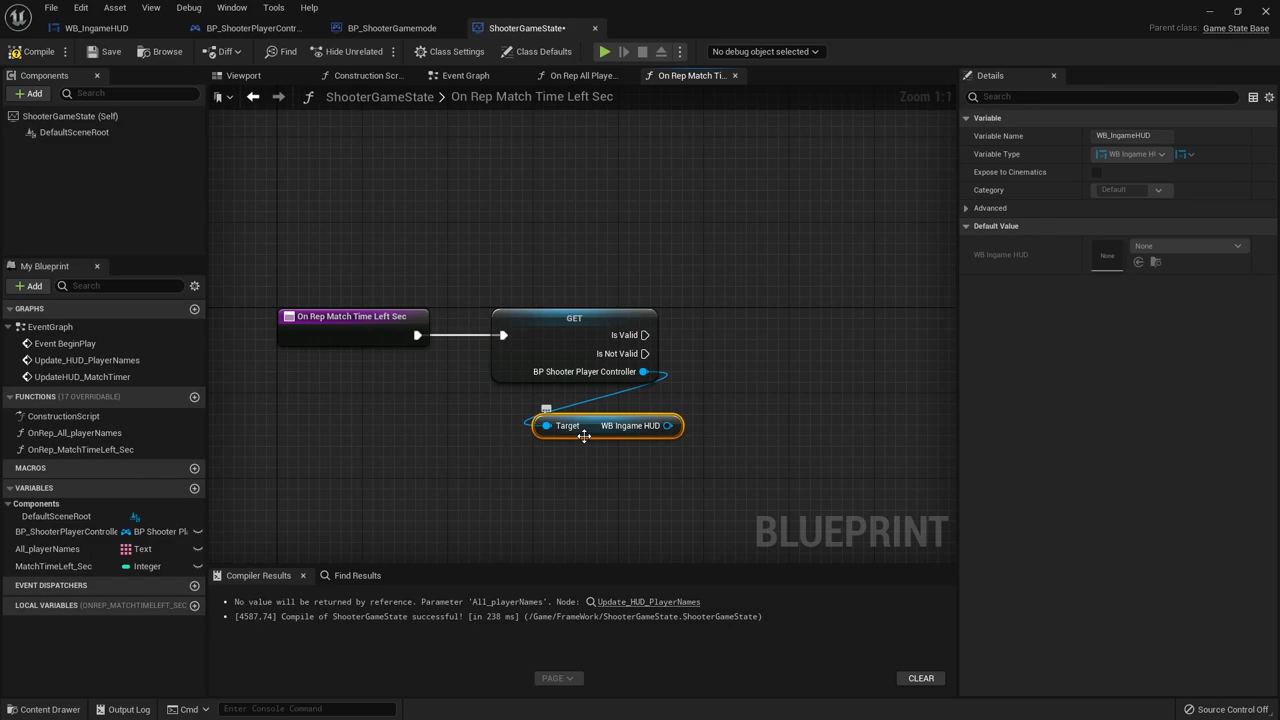 File Edit Asset View Debug Window Tools Help
WB_IngameHUD BP_ShooterPlayerContr... BP_ShooterGamemode ShooterGameState*
Parent class: Game State Base
Compile Save Browse Diff Find Hide Unrelated Class Settings Class Defaults No debug object selected
Components
Add Search
ShooterGameState (Self)
DefaultSceneRoot
Viewport Construction Scr... Event Graph On Rep All Playe... On Rep Match Ti...
ShooterGameState > On Rep Match Time Left Sec
Zoom 1:1
My Blueprint
Add Search
GRAPHS
EventGraph
Event BeginPlay
Update_HUD_PlayerNames
UpdateHUD_MatchTimer
FUNCTIONS (17 OVERRIDABLE)
ConstructionScript
OnRep_All_playerNames
OnRep_MatchTimeLeft_Sec
MACROS
VARIABLES
Components
DefaultSceneRoot
BP_ShooterPlayerControlle BP Shooter Pl
All_playerNames Text
MatchTimeLeft_Sec Integer
EVENT DISPATCHERS
LOCAL VARIABLES (ONREP_MATCHTIMELEFT_SEC
On Rep Match Time Left Sec
GET
Is Valid
Is Not Valid
BP Shooter Player Controller
Target WB Ingame HUD
BLUEPRINT
Compiler Results Find Results
No value will be returned by reference. Parameter 'All_playerNames'. Node: Update_HUD_PlayerNames
[4587.74] Compile of ShooterGameState successful! [in 238 ms] (/Game/FrameWork/ShooterGameState.ShooterGameState)
PAGE CLEAR
Details
Search
Variable
Variable Name WB_IngameHUD
Variable Type WB Ingame H
Expose to Cinematics
Category Default
Advanced
Default Value
WB Ingame HUD None None
Content Drawer Output Log Cmd Enter Console Command Source Control Off